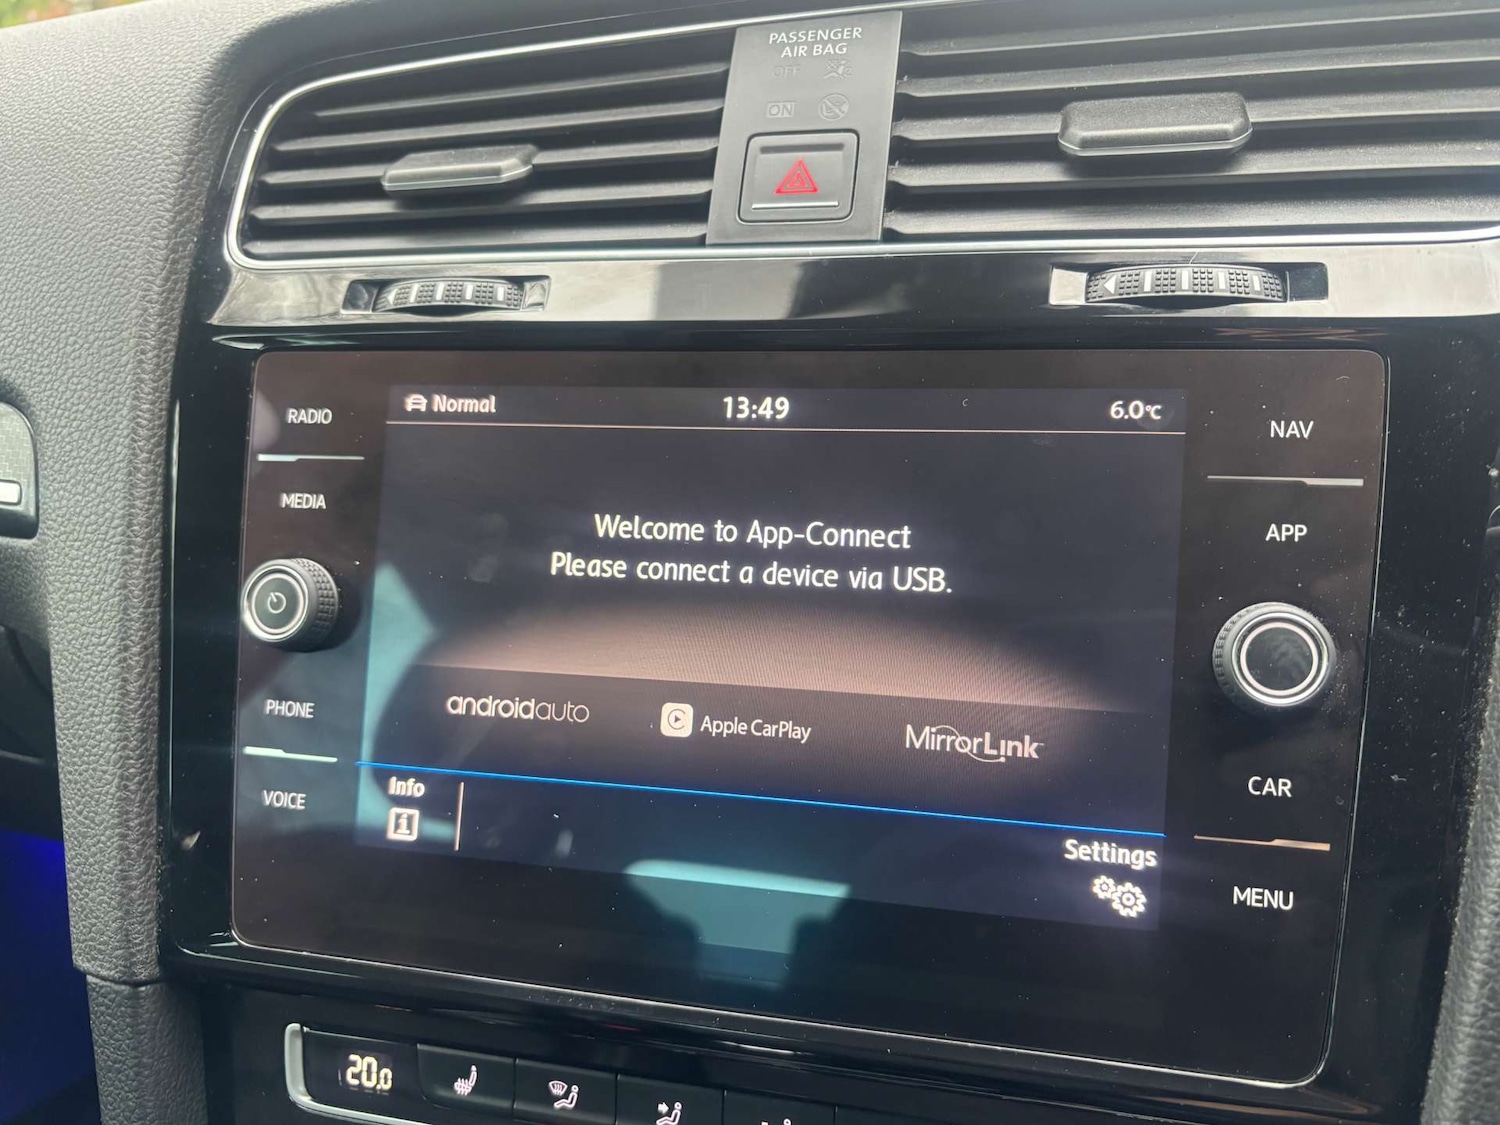 PASSENGER
AIR BAG
OFF
ON
RADIO
MEDIA
PHONE
VOICE
Normal
13:49
6.0°C
Welcome to App-Connect
Please connect a device via USB.
androidauto
Apple CarPlay
MirrorLink™
Info
i
Settings
NAV
APP
CAR
MENU
20.0